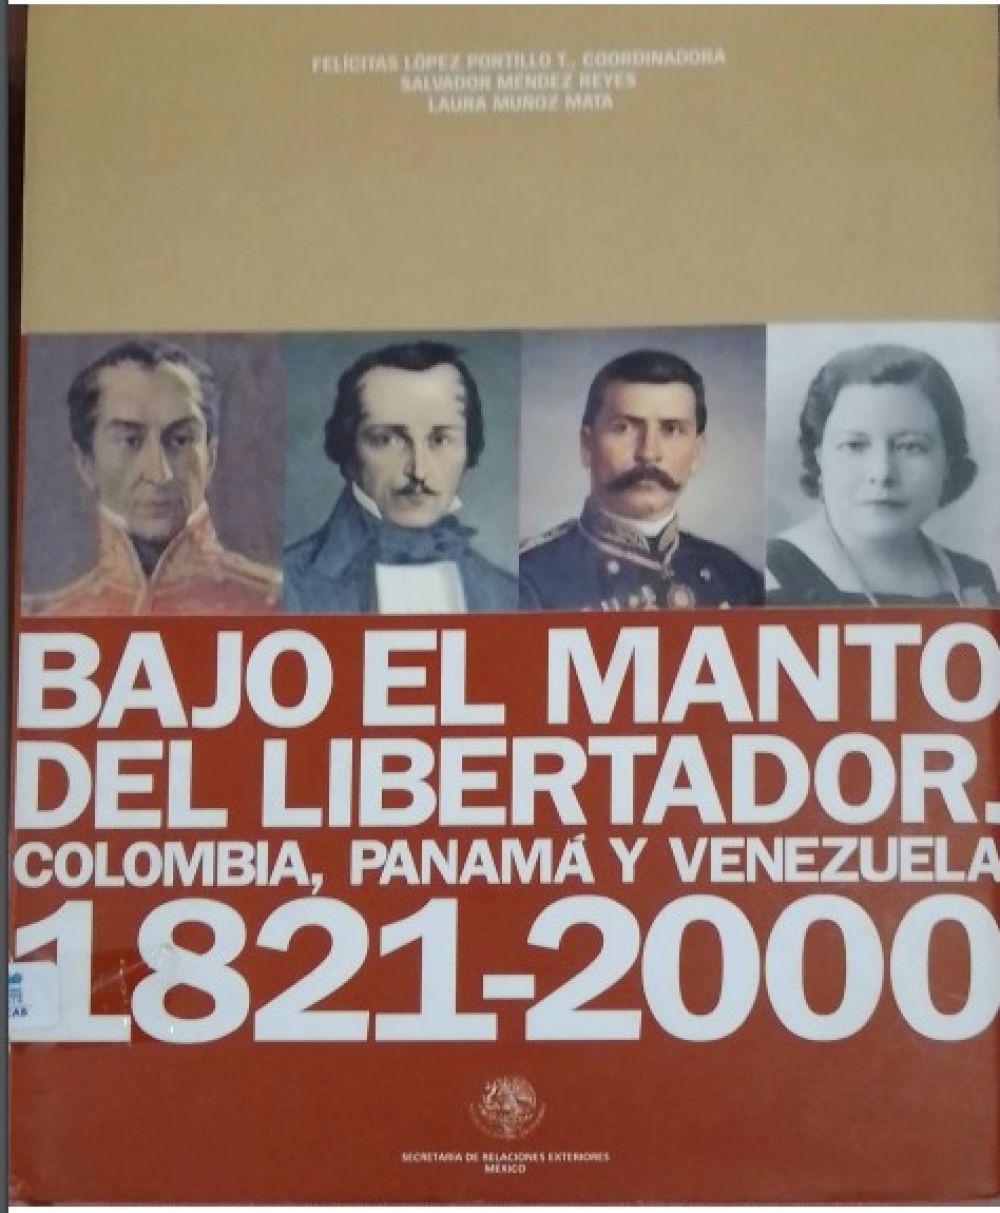 FELÍCITAS LÓPEZ PORTILLO T., COORDINADORA
SALVADOR MÉNDEZ REYES
LAURA MUÑOZ MATA
BAJO EL MANTO
DEL LIBERTADOR.
COLOMBIA, PANAMÁ Y VENEZUELA
1821-2000
CAB
SECRETARÍA DE RELACIONES EXTERIORES
MÉXICO